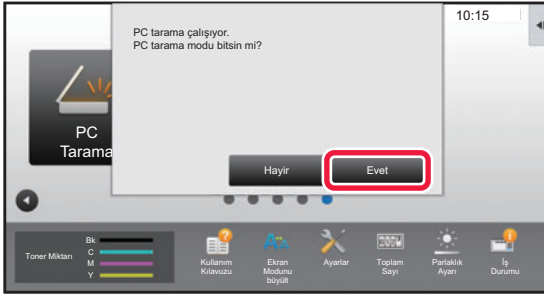 10:15
PC tarama çalışıyor.
PC tarama modu bitsin mi?
PC
Tarama
Hayir
Evet
Toner Miktarı
Bk
C
M
Y
Kullanım
Kılavuzu
Ekran
Modunu
büyült
Ayarlar
Toplam
Sayı
Parlaklık
Ayarı
İş
Durumu